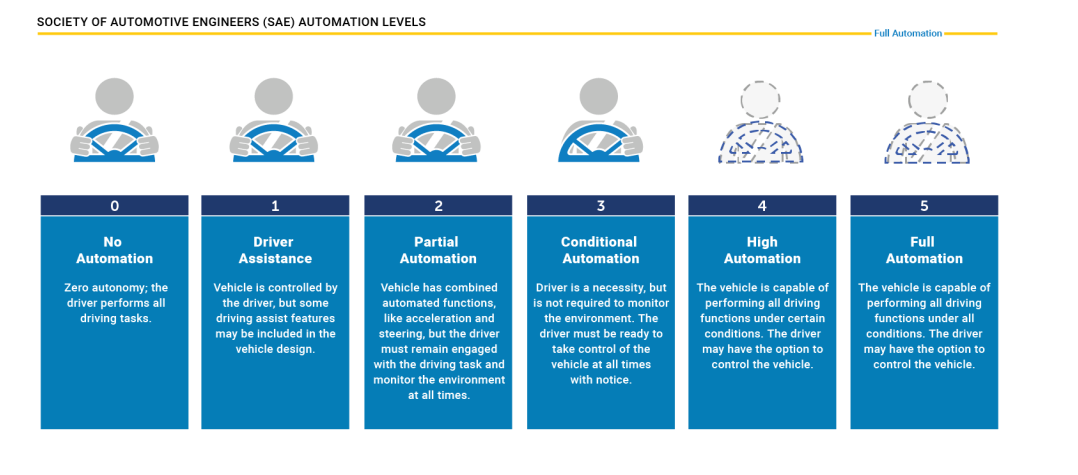 SOCIETY OF AUTOMOTIVE ENGINEERS (SAE) AUTOMATION LEVELS
Full Automation
0
No
Automation
Zero autonomy; the
driver performs all
driving tasks.
1
Driver
Assistance
Vehicle is controlled by
the driver, but some
driving assist features
may be included in the
vehicle design.
2
Partial
Automation
Vehicle has combined
automated functions,
like acceleration and
steering, but the driver
must remain engaged
with the driving task and
monitor the environment
at all times.
3
Conditional
Automation
Driver is a necessity, but
is not required to monitor
the environment. The
driver must be ready to
take control of the
vehicle at all times
with notice.
4
High
Automation
The vehicle is capable of
performing all driving
functions under certain
conditions. The driver
may have the option to
control the vehicle.
5
Full
Automation
The vehicle is capable of
performing all driving
functions under all
conditions. The driver
may have the option to
control the vehicle.